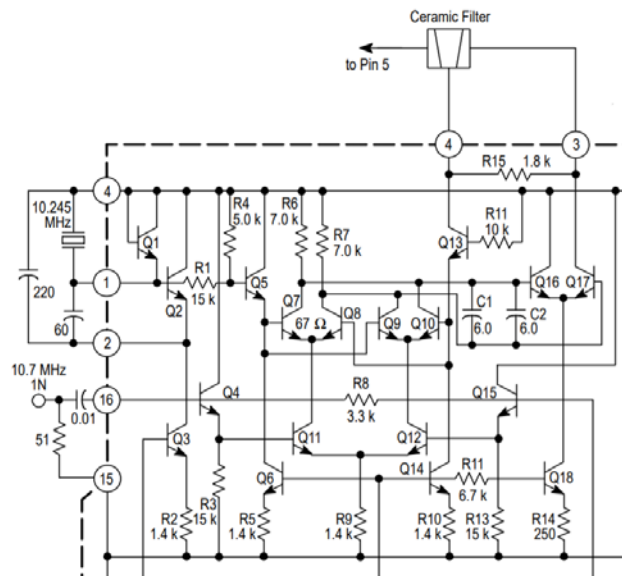 Ceramic Filter
to Pin 5
4
3
R15
1.8 k
4
10.245
MHz
Q1
R1
15 k
R4
5.0 k
Q5
R6
7.0 k
R7
7.0 k
Q13
R11
10 k
Q16
Q17
1
220
60
Q2
Q7
67 Ω
Q8
Q9
Q10
C1
6.0
C2
6.0
2
10.7 MHz
1N
16
0.01
Q4
R8
3.3 k
Q15
51
Q3
Q11
Q12
15
R3
15 k
Q6
Q14
R11
6.7 k
Q18
R2
1.4 k
R5
1.4 k
R9
1.4 k
R10
1.4 k
R13
15 k
R14
250